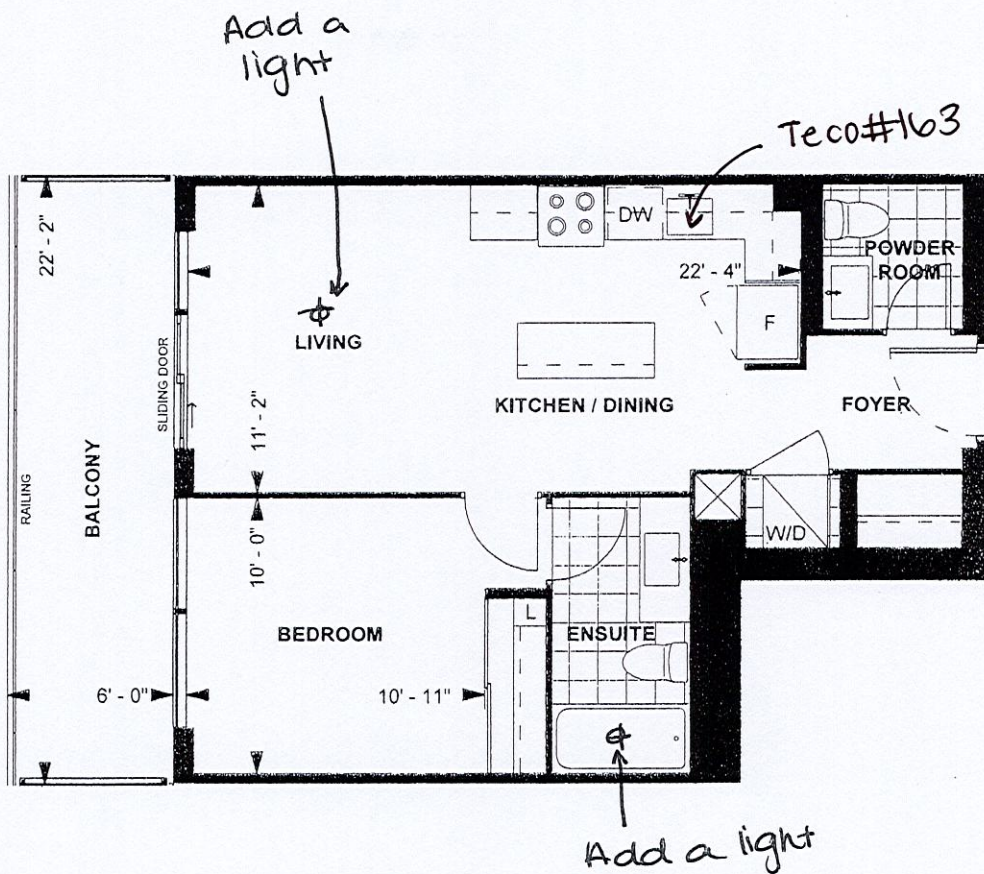 Add a
light
Teco#163
22' - 2"
DW
POWDER
ROOM
22' - 4"
F
LIVING
SLIDING DOOR
KITCHEN / DINING
FOYER
11' - 2"
BALCONY
RAILING
10' - 0"
W/D
L
BEDROOM
ENSUITE
6' - 0"
10' - 11"
Add a light